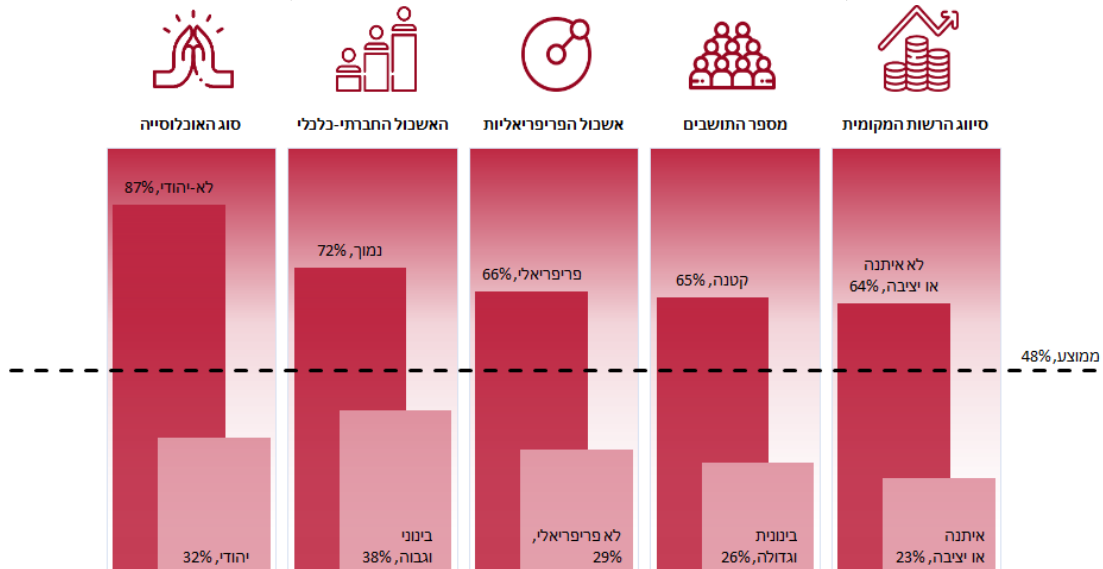 סיווג הרשות המקומית
מספר התושבים
אשכול הפריפריאליות
האשכול החברתי-כלכלי
סוג האוכלוסייה
לא איתנה
או יציבה, 64%
איתנה
או יציבה, 23%
קטנה, 65%
בינונית
וגדולה, 26%
פריפריאלי, 66%
לא פריפריאלי,
29%
נמוך, 72%
בינוני
וגבוה, 38%
לא-יהודי, 87%
יהודי, 32%
ממוצע, 48%